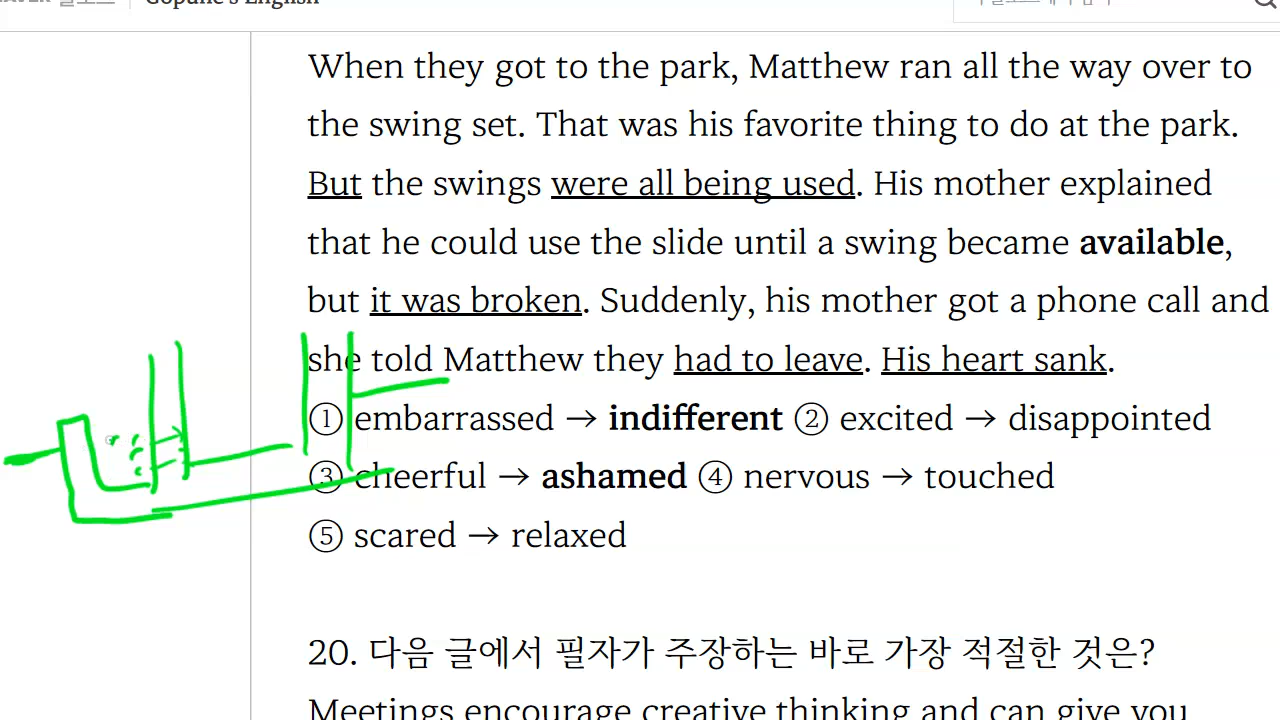 Gopune's English
When they got to the park, Matthew ran all the way over to
the swing set. That was his favorite thing to do at the park.
But the swings were all being used. His mother explained
that he could use the slide until a swing became available,
but it was broken. Suddenly, his mother got a phone call and
she told Matthew they had to leave. His heart sank.
① embarrassed → indifferent ② excited → disappointed
③ cheerful → ashamed ④ nervous → touched
⑤ scared → relaxed
20. 다음 글에서 필자가 주장하는 바로 가장 적절한 것은?
Meetings encourage creative thinking and can give you